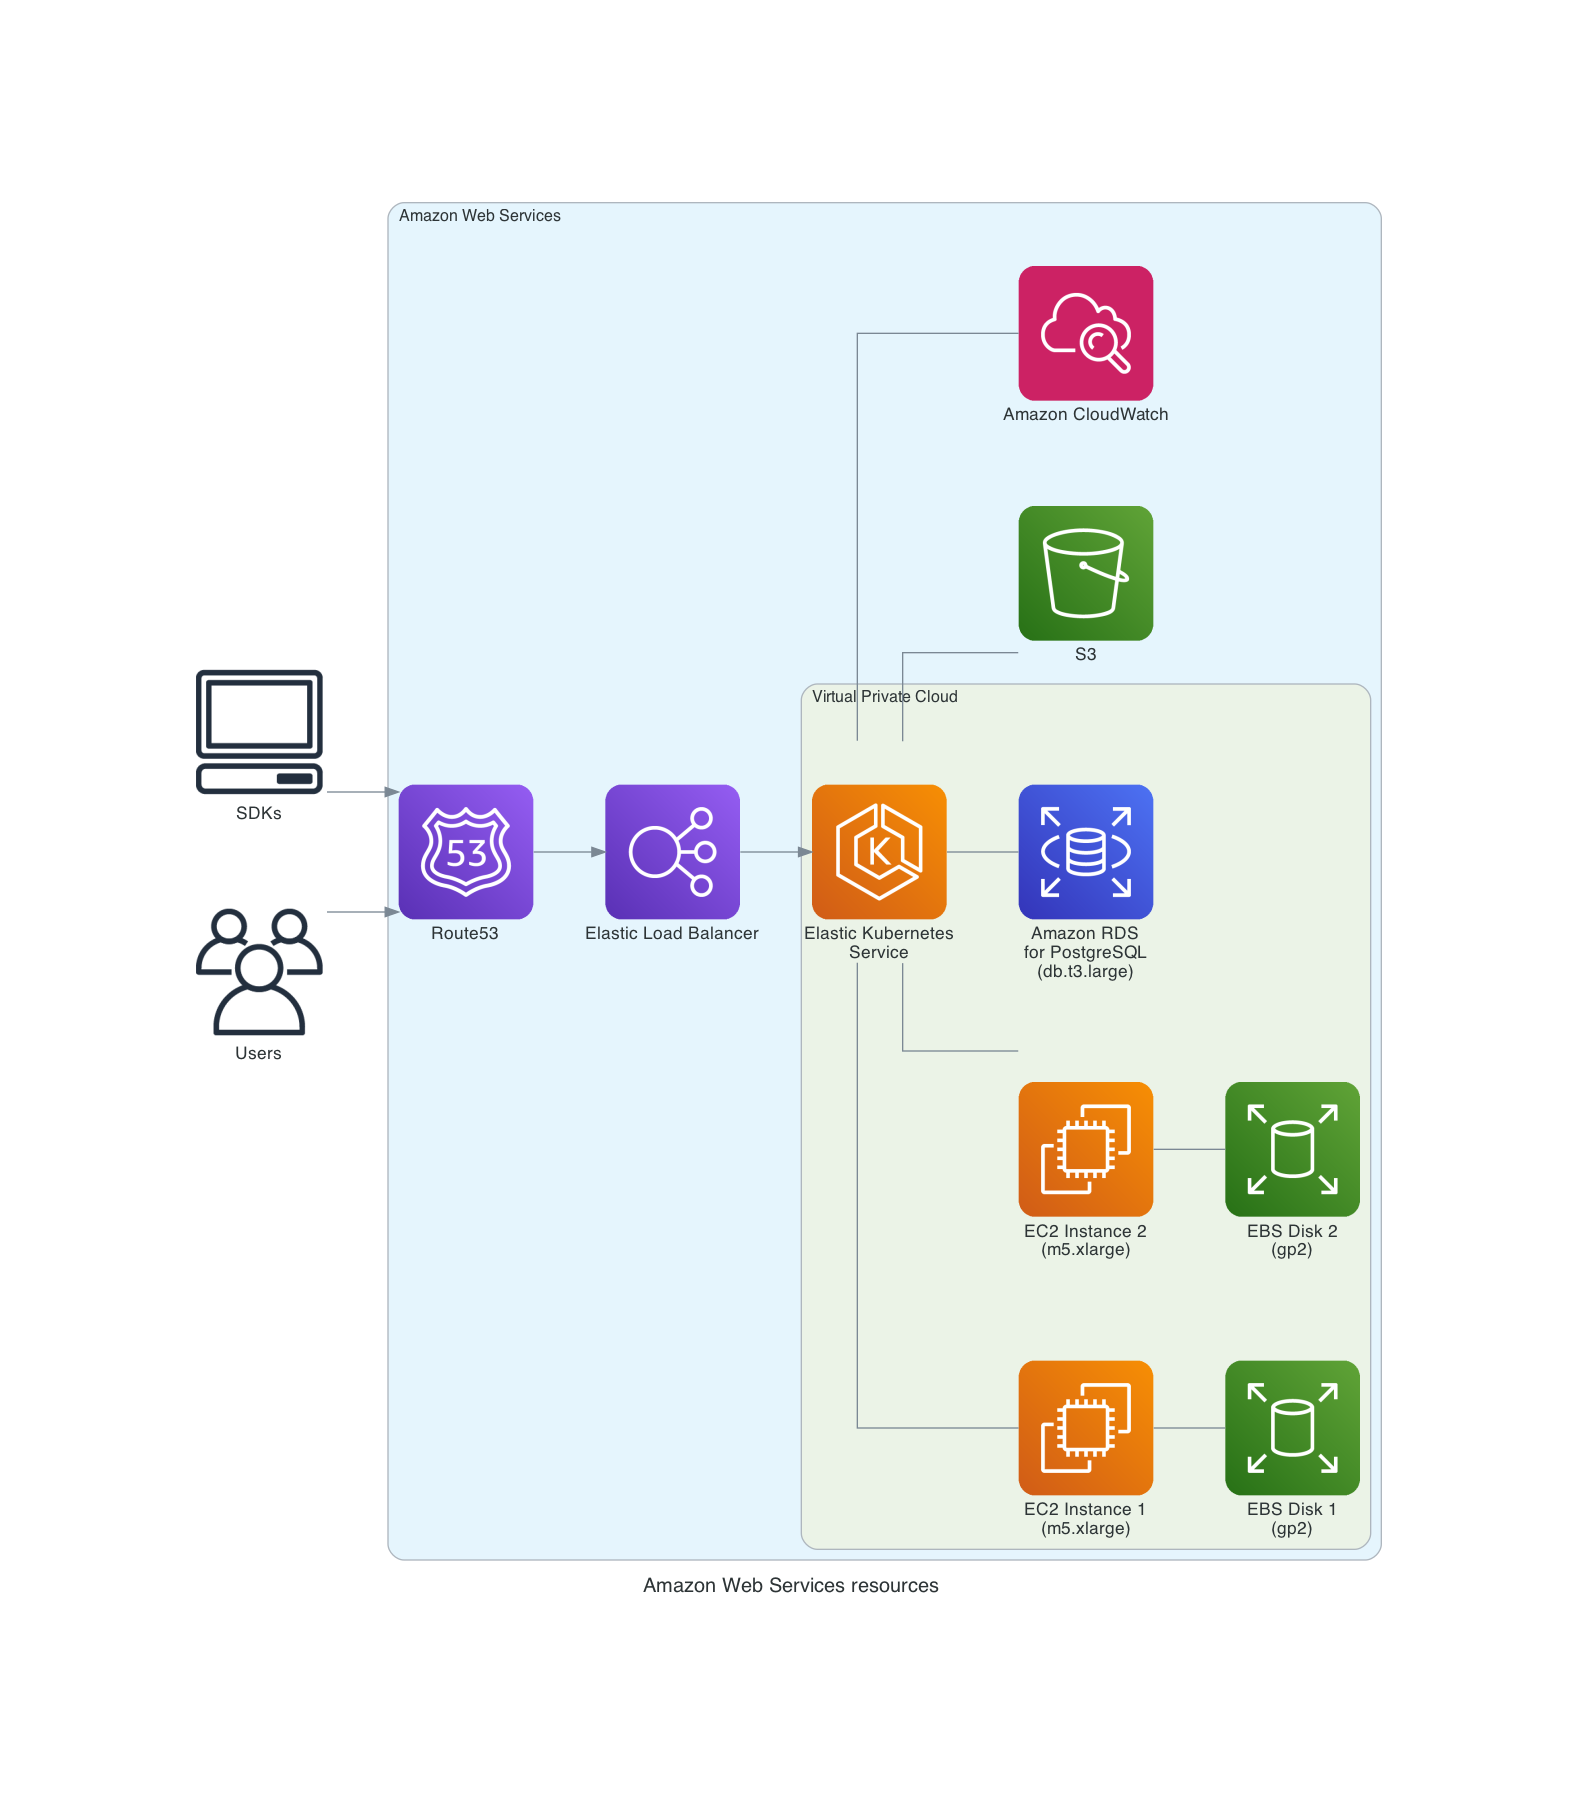 Amazon Web Services
Amazon CloudWatch
S3
Virtual Private Cloud
SDKs
Users
53
Route53
Elastic Load Balancer
K
Elastic Kubernetes
Service
Amazon RDS
for PostgreSQL
(db.t3.large)
EC2 Instance 2
(m5.xlarge)
EBS Disk 2
(gp2)
EC2 Instance 1
(m5.xlarge)
EBS Disk 1
(gp2)
Amazon Web Services resources